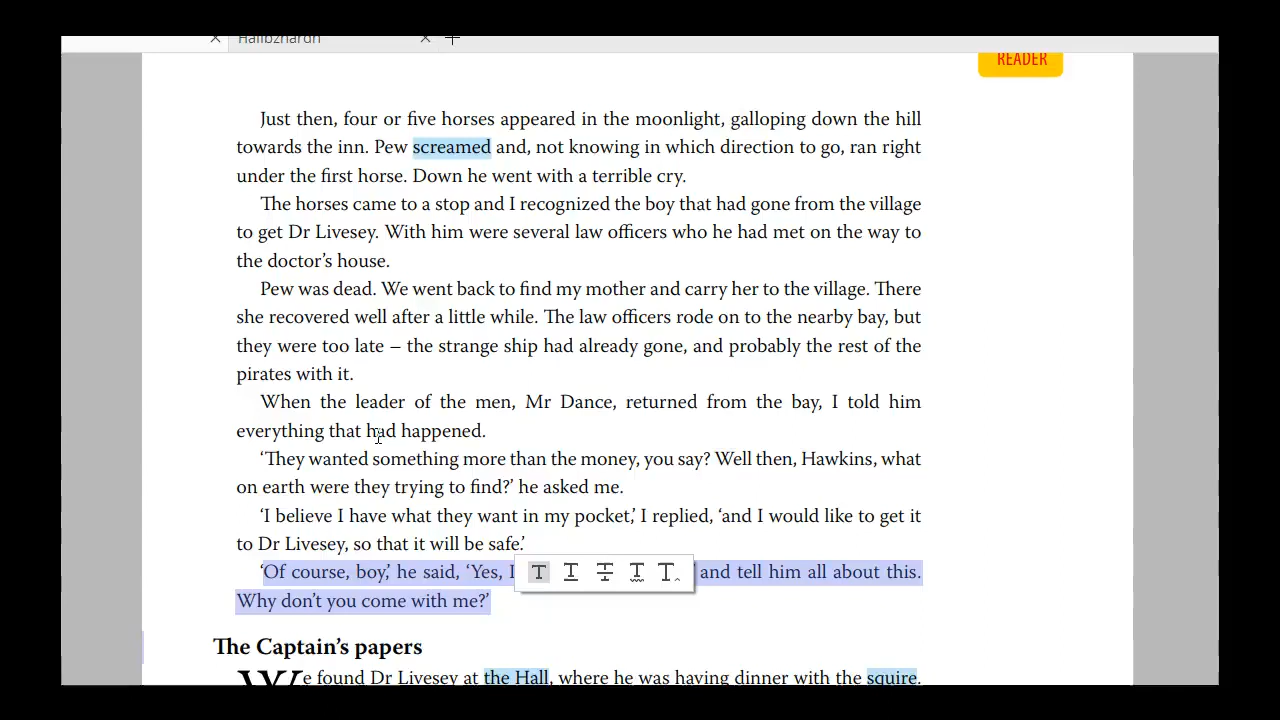 Hallbzhardh
READER
Just then, four or five horses appeared in the moonlight, galloping down the hill
towards the inn. Pew screamed and, not knowing in which direction to go, ran right
under the first horse. Down he went with a terrible cry.
The horses came to a stop and I recognized the boy that had gone from the village
to get Dr Livesey. With him were several law officers who he had met on the way to
the doctor’s house.
Pew was dead. We went back to find my mother and carry her to the village. There
she recovered well after a little while. The law officers rode on to the nearby bay, but
they were too late – the strange ship had already gone, and probably the rest of the
pirates with it.
When the leader of the men, Mr Dance, returned from the bay, I told him
everything that had happened.
‘They wanted something more than the money, you say? Well then, Hawkins, what
on earth were they trying to find?’ he asked me.
‘I believe I have what they want in my pocket,’ I replied, ‘and I would like to get it
to Dr Livesey, so that it will be safe.’
‘Of course, boy,’ he said, ‘Yes, I and tell him all about this.
Why don’t you come with me?’
The Captain’s papers
We found Dr Livesey at the Hall, where he was having dinner with the squire.